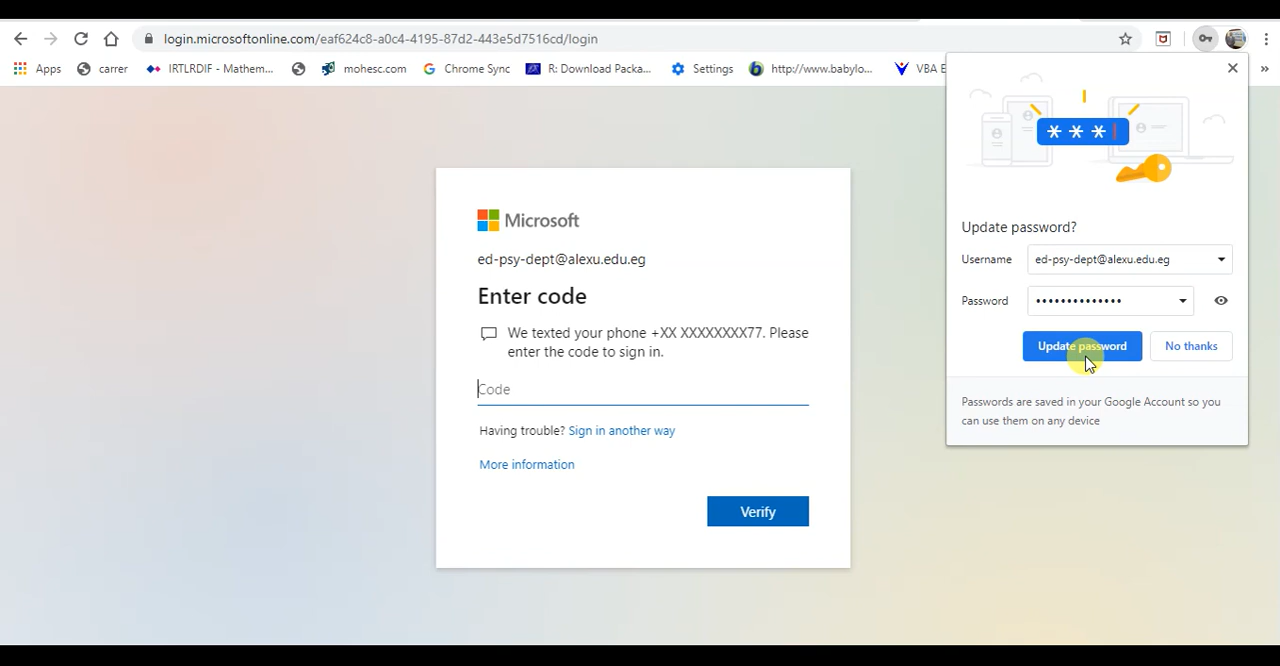 login.microsoftonline.com/eaf624c8-a0c4-4195-87d2-443e5d7516cd/login
Apps carrer IRTLRDIF - Mathem... mohesc.com Chrome Sync R: Download Packa... Settings http://www.babylo... VBA E »
* * *
Microsoft
ed-psy-dept@alexu.edu.eg
Enter code
We texted your phone +XX XXXXXXXX77. Please
enter the code to sign in.
Code
Having trouble? Sign in another way
More information
Verify
Update password?
Username ed-psy-dept@alexu.edu.eg
Password ••••••••••••••
Update password No thanks
Passwords are saved in your Google Account so you
can use them on any device